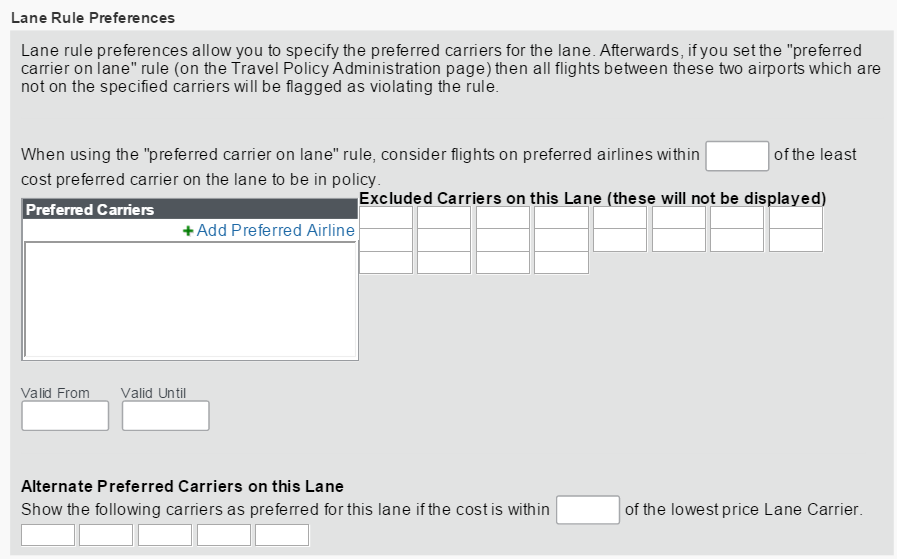 Lane Rule Preferences
Lane rule preferences allow you to specify the preferred carriers for the lane. Afterwards, if you set the "preferred
carrier on lane" rule (on the Travel Policy Administration page) then all flights between these two airports which are
not on the specified carriers will be flagged as violating the rule.
When using the "preferred carrier on lane" rule, consider flights on preferred airlines within of the least
cost preferred carrier on the lane to be in policy.
Excluded Carriers on this Lane (these will not be displayed)
Preferred Carriers
+ Add Preferred Airline
Valid From Valid Until
Alternate Preferred Carriers on this Lane
Show the following carriers as preferred for this lane if the cost is within of the lowest price Lane Carrier.